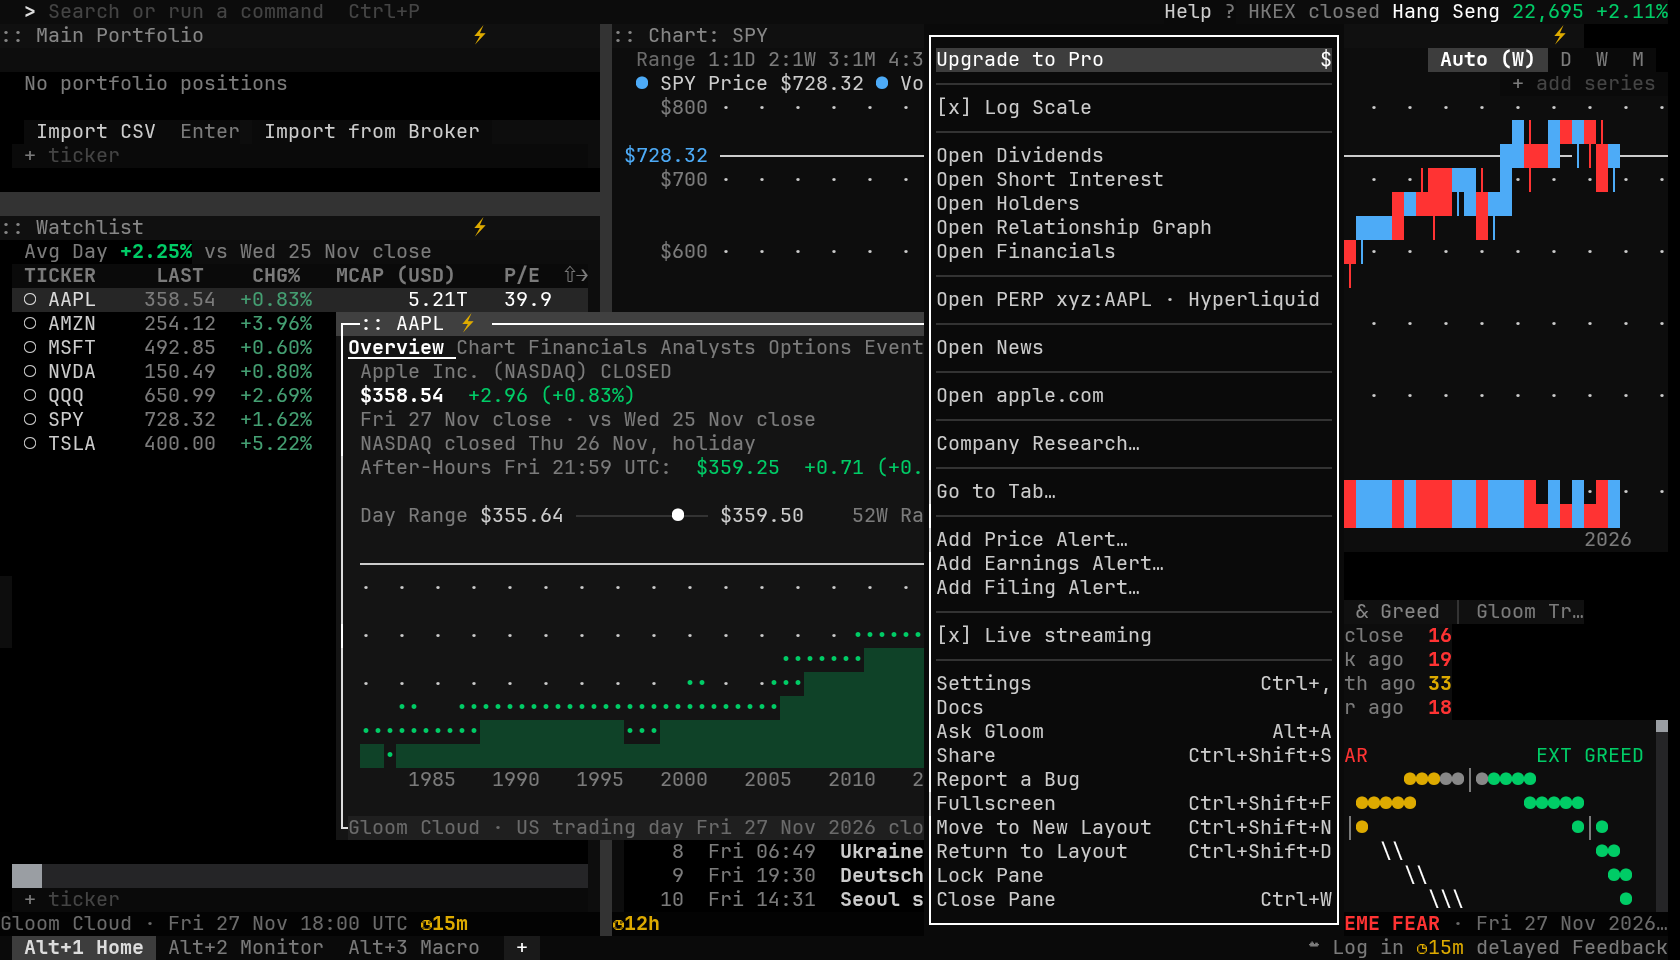 > Search or run a command  Ctrl+P
Help ? HKEX closed Hang Seng 22,695 +2.11%
:: Main Portfolio ⚡
No portfolio positions
Import CSV  Enter  Import from Broker
+ ticker
:: Watchlist ⚡
Avg Day +2.25% vs Wed 25 Nov close
TICKER  LAST  CHG%  MCAP (USD)  P/E  ⇧→
○ AAPL  358.54  +0.83%  5.21T  39.9
○ AMZN  254.12  +3.96%
○ MSFT  492.85  +0.60%
○ NVDA  150.49  +0.80%
○ QQQ  650.99  +2.69%
○ SPY  728.32  +1.62%
○ TSLA  400.00  +5.22%
+ ticker
Gloom Cloud · Fri 27 Nov 18:00 UTC 15m
:: Chart: SPY ⚡
Range 1:1D 2:1W 3:1M 4:3
Auto (W)  D  W  M
● SPY Price $728.32 ● Vo
+ add series
$800
$728.32
$700
$600
2026
:: AAPL ⚡
Overview Chart Financials Analysts Options Event
Apple Inc. (NASDAQ) CLOSED
$358.54  +2.96 (+0.83%)
Fri 27 Nov close · vs Wed 25 Nov close
NASDAQ closed Thu 26 Nov, holiday
After-Hours Fri 21:59 UTC:  $359.25  +0.71 (+0.
Day Range $355.64  $359.50  52W Ra
1985  1990  1995  2000  2005  2010  2
Gloom Cloud · US trading day Fri 27 Nov 2026 clo
8  Fri 06:49  Ukraine
9  Fri 19:30  Deutsch
10  Fri 14:31  Seoul s
12h
Upgrade to Pro  $
[x] Log Scale
Open Dividends
Open Short Interest
Open Holders
Open Relationship Graph
Open Financials
Open PERP xyz:AAPL · Hyperliquid
Open News
Open apple.com
Company Research…
Go to Tab…
Add Price Alert…
Add Earnings Alert…
Add Filing Alert…
[x] Live streaming
Settings  Ctrl+,
Docs
Ask Gloom  Alt+A
Share  Ctrl+Shift+S
Report a Bug
Fullscreen  Ctrl+Shift+F
Move to New Layout  Ctrl+Shift+N
Return to Layout  Ctrl+Shift+D
Lock Pane
Close Pane  Ctrl+W
& Greed | Gloom Tr…
close  16
k ago  19
th ago  33
r ago  18
AR  EXT GREED
EME FEAR · Fri 27 Nov 2026…
Alt+1 Home  Alt+2 Monitor  Alt+3 Macro  +
Log in 15m delayed Feedback